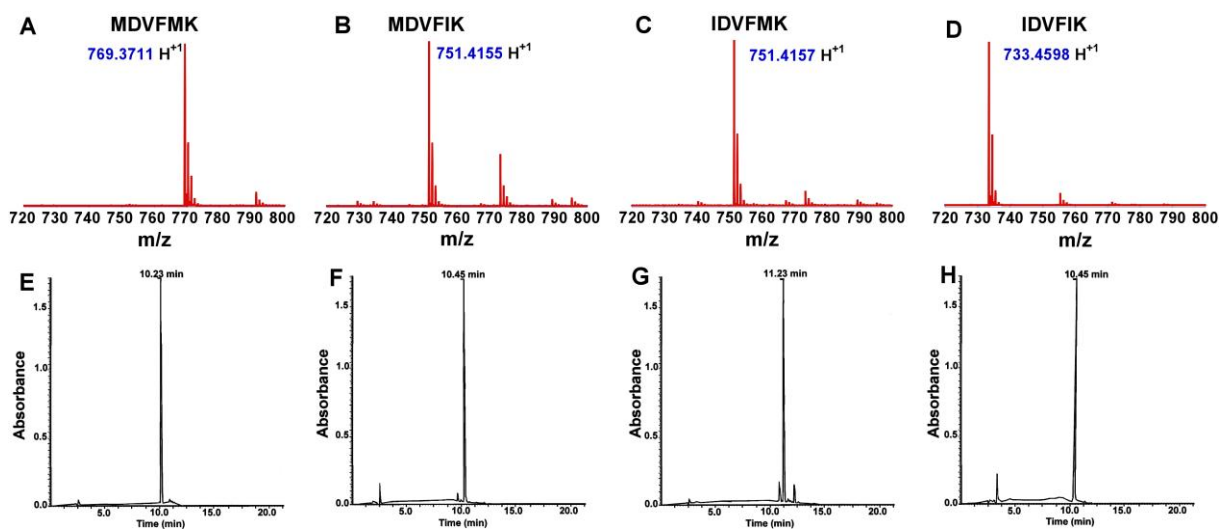 A MDVFMK
769.3711 H+1
720 730 740 750 760 770 780 790 800
m/z
B MDVFIK
751.4155 H+1
720 730 740 750 760 770 780 790 800
m/z
C IDVFMK
751.4157 H+1
720 730 740 750 760 770 780 790 800
m/z
D IDVFIK
733.4598 H+1
720 730 740 750 760 770 780 790 800
m/z
E
10.23 min
1.5
1.0
0.5
0.0
Absorbance
5.0 10.0 15.0 20.0
Time (min)
F
10.45 min
1.5
1.0
0.5
0.0
Absorbance
5.0 10.0 15.0 20.0
Time (min)
G
11.23 min
1.5
1.0
0.5
0.0
Absorbance
5.0 10.0 15.0 20.0
Time (min)
H
10.45 min
1.5
1.0
0.5
0.0
Absorbance
5.0 10.0 15.0 20.0
Time (min)